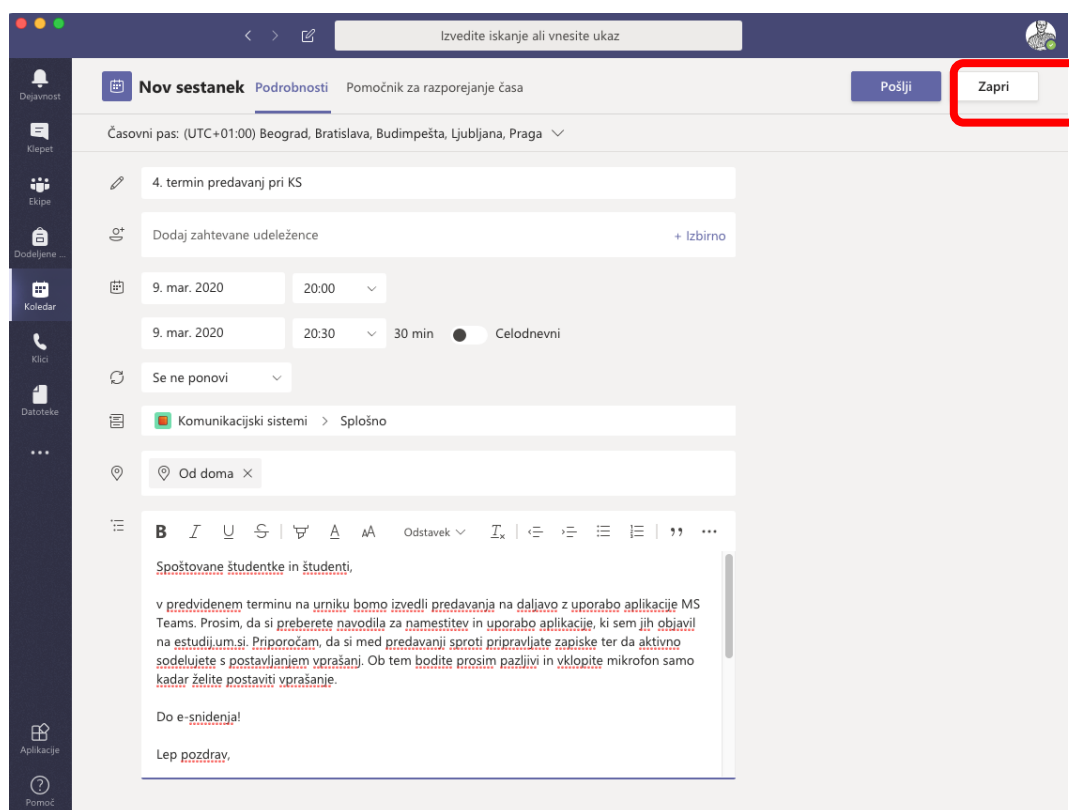 Izvedite iskanje ali vnesite ukaz
Dejavnost
Klepet
Ekipe
Dodeljene ...
Koledar
Klici
Datoteke
Aplikacije
Pomoč
Nov sestanek Podrobnosti Pomočnik za razporejanje časa Pošlji Zapri
Časovni pas: (UTC+01:00) Beograd, Bratislava, Budimpešta, Ljubljana, Praga
4. termin predavanj pri KS
Dodaj zahtevane udeležence + Izbirno
9. mar. 2020 20:00
9. mar. 2020 20:30 30 min Celodnevni
Se ne ponovi
Komunikacijski sistemi > Splošno
Od doma ×
B I U S A AA Odstavek Ix
Spoštovane študentke in študenti,
v predvidenem terminu na urniku bomo izvedli predavanja na daljavo z uporabo aplikacije MS
Teams. Prosim, da si preberete navodila za namestitev in uporabo aplikacije, ki sem jih objavil
na estudij.um.si. Priporočam, da si med predavanji sproti pripravljate zapiske ter da aktivno
sodelujete s postavljanjem vprašanj. Ob tem bodite prosim pazljivi in vklopite mikrofon samo
kadar želite postaviti vprašanje.
Do e-snidenja!
Lep pozdrav,